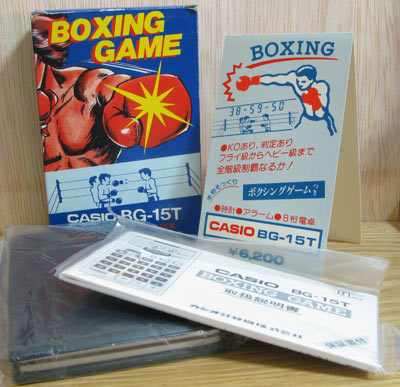 BOXING
GAME
CASIO BG-15T
BOXING
38-59-50
●KOあり、判定あり
フライ級からヘビー級まで
全階級制覇なるか!
ボクシングゲームつき
●時計●アラーム●8桁電卓
CASIO BG-15T
¥6,200
CASIO BG-15T
BOXING GAME
取扱説明書